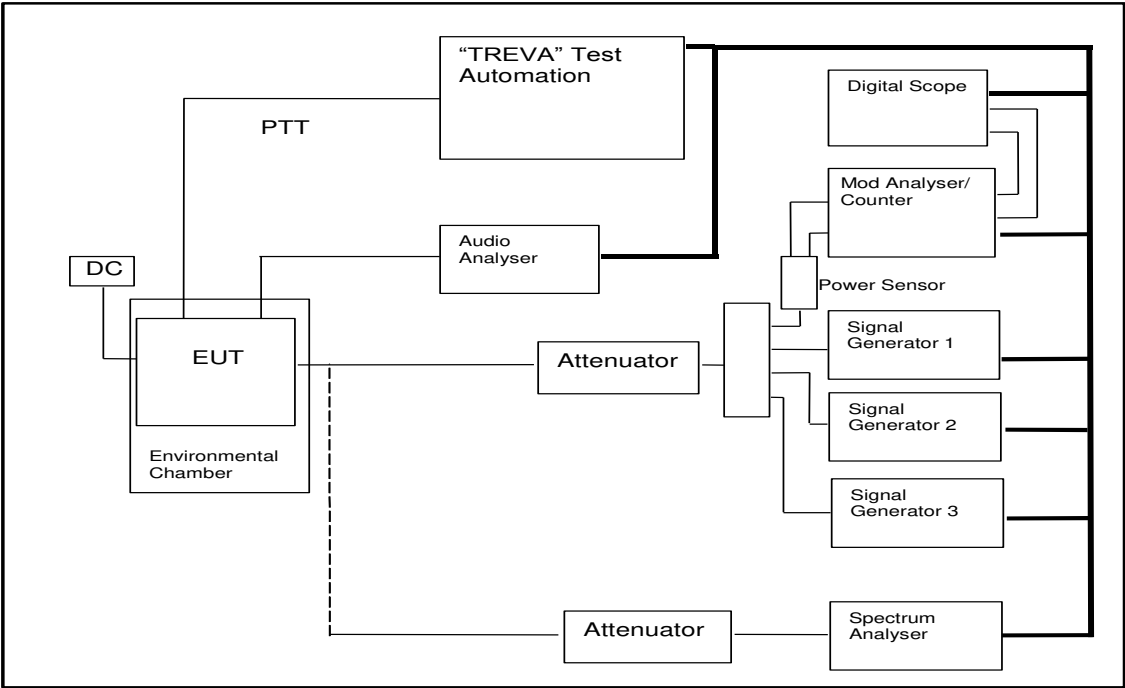 “TREVA” Test
Automation
Digital Scope
PTT
Mod Analyser/
Counter
Audio
Analyser
DC
Power Sensor
EUT
Attenuator
Signal
Generator 1
Signal
Generator 2
Environmental
Chamber
Signal
Generator 3
Attenuator
Spectrum
Analyser